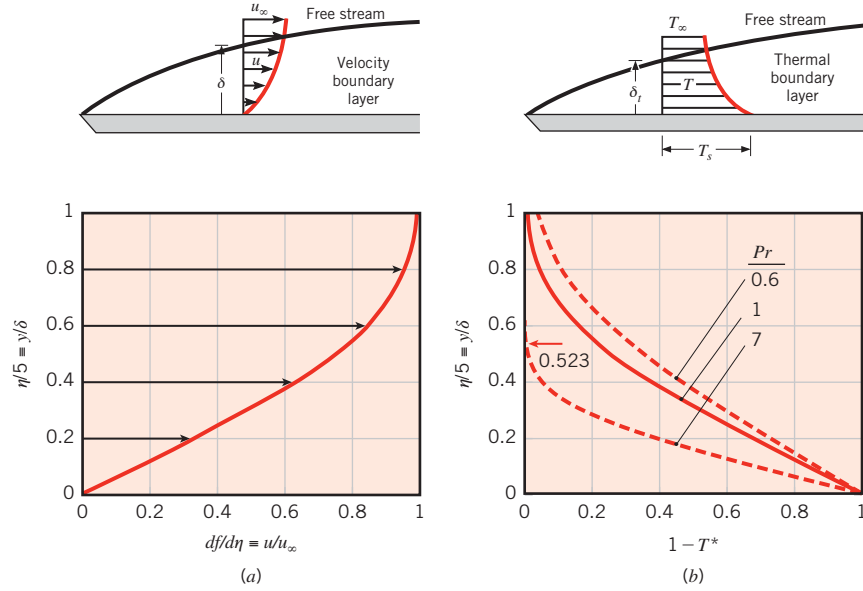 u∞
Free stream
u
δ
Velocity
boundary
layer
T∞
Free stream
T
δt
Thermal
boundary
layer
Ts
1
0.8
0.6
0.4
0.2
0
η/5 ≡ y/δ
0
0.2
0.4
0.6
0.8
1
df/dη ≡ u/u∞
(a)
1
0.8
0.6
0.4
0.2
0
η/5 ≡ y/δ
Pr
0.6
1
7
0.523
0
0.2
0.4
0.6
0.8
1
1 – T*
(b)